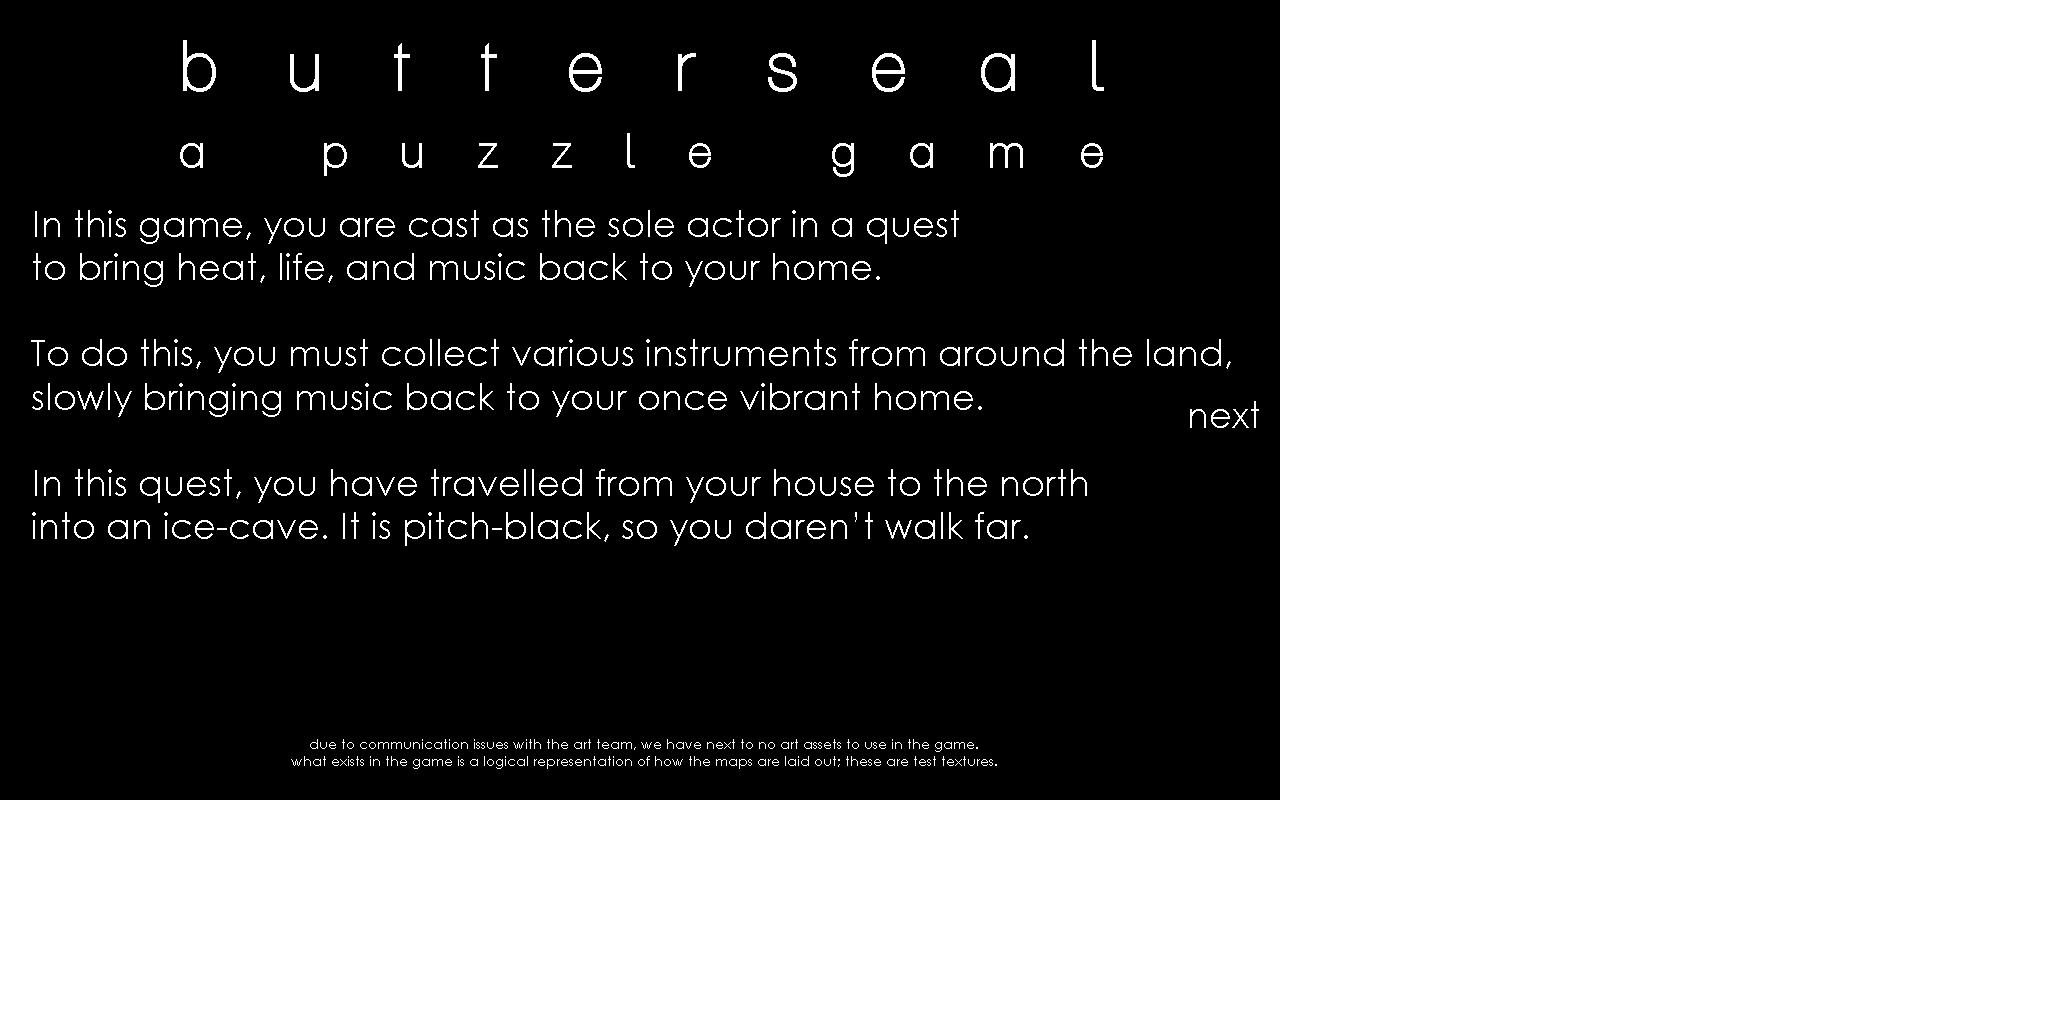 butterseal
a puzzle game
In this game, you are cast as the sole actor in a quest
to bring heat, life, and music back to your home.
To do this, you must collect various instruments from around the land,
slowly bringing music back to your once vibrant home.
next
In this quest, you have travelled from your house to the north
into an ice-cave. It is pitch-black, so you daren't walk far.
due to communication issues with the art team, we have next to no art assets to use in the game.
what exists in the game is a logical representation of how the maps are laid out; these are test textures.